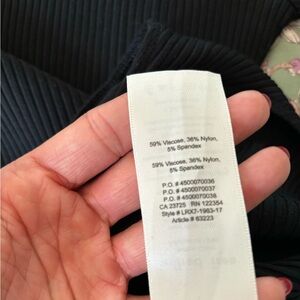 59% Viscose, 36% Nylon,
5% Spandex
59% Viscose, 36% Nylon,
5% Spandex
P.O. # 4500070036
P.O. # 4500070037
P.O. # 4500070038
CA 23725 RN 122354
Style # LRX7-1963-17
Article # 63223